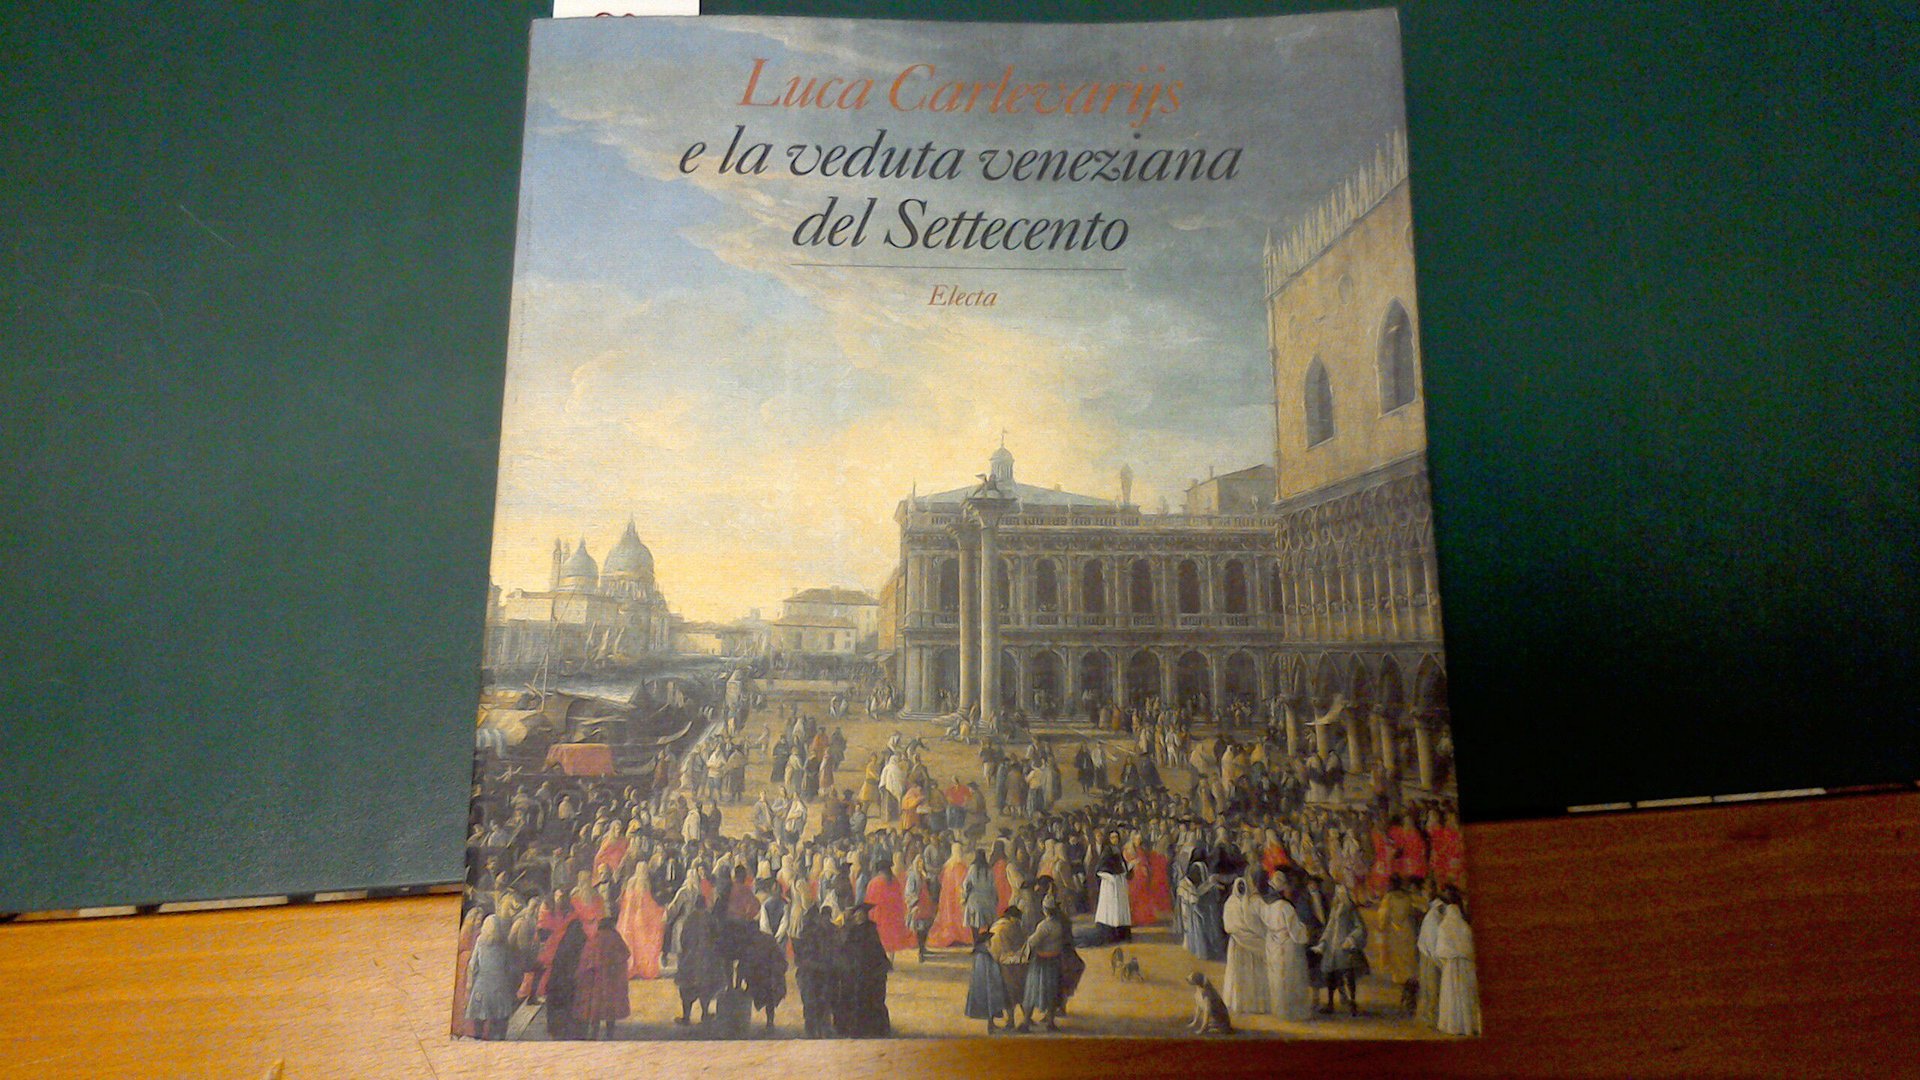 Luca Carlevarijs
e la veduta veneziana
del Settecento
Electa